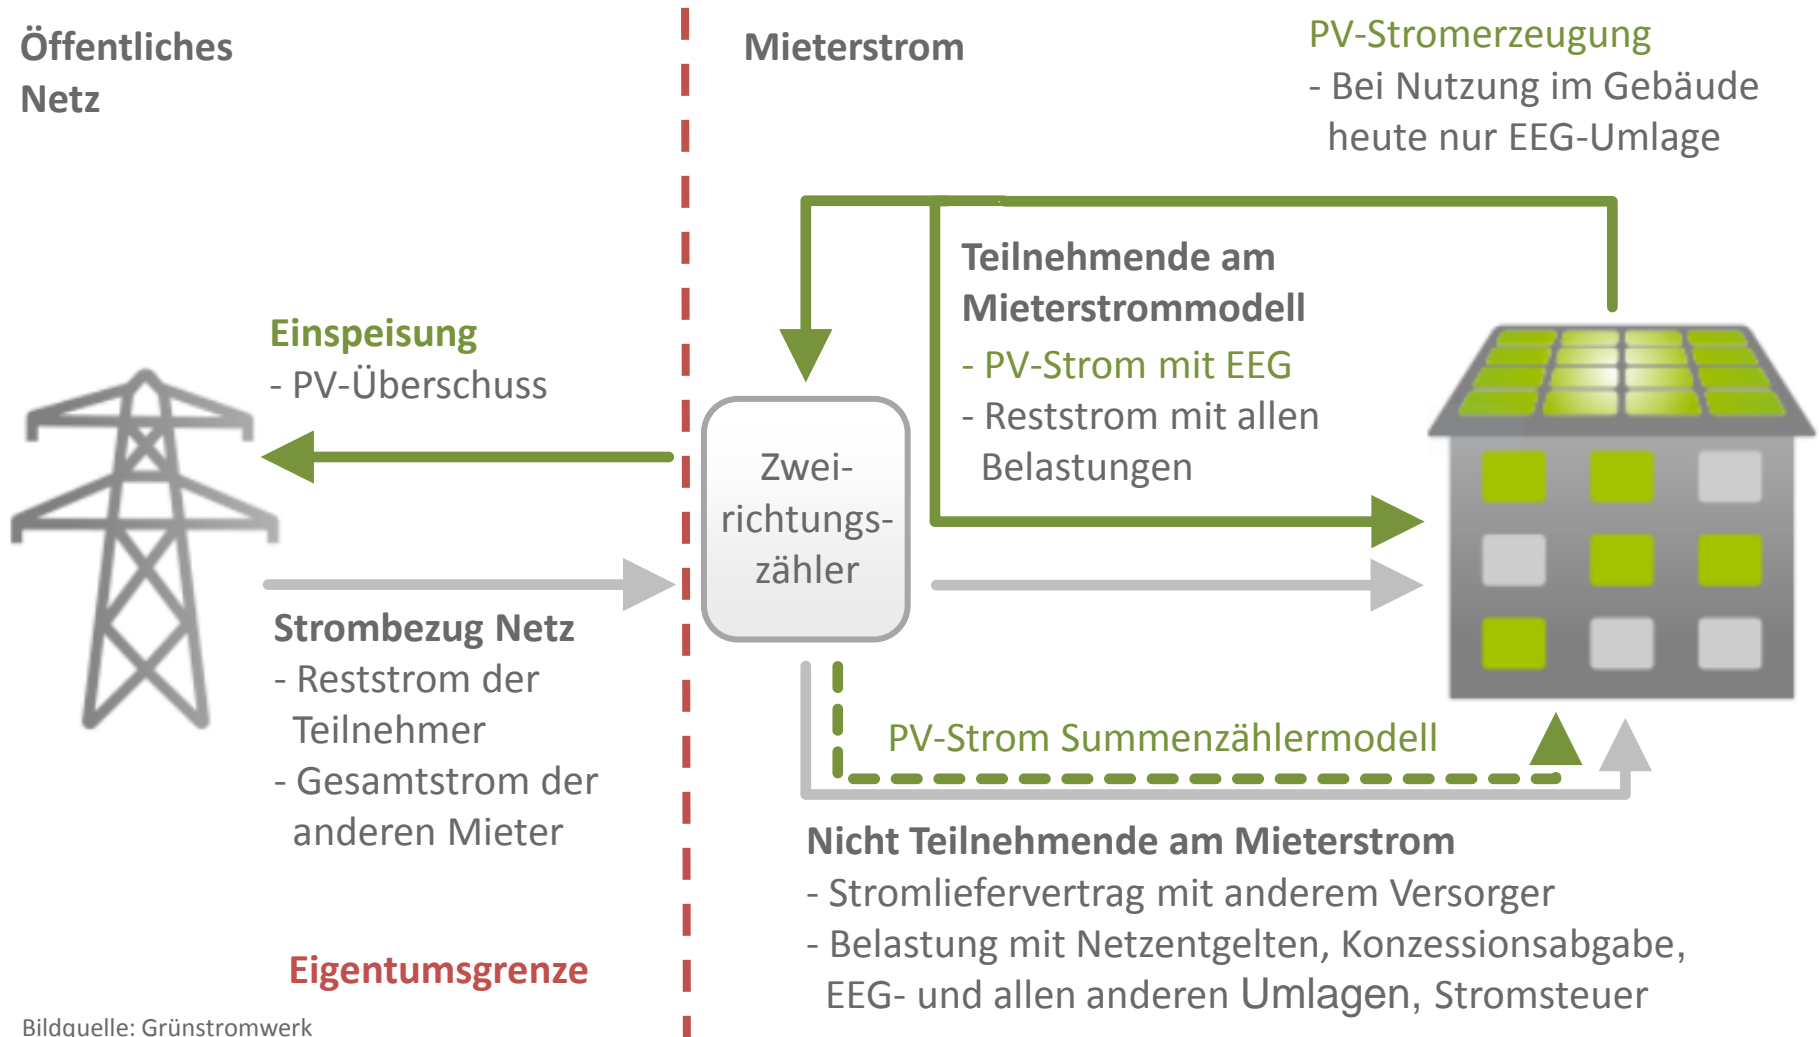 Öffentliches
Netz
Mieterstrom
PV-Stromerzeugung
- Bei Nutzung im Gebäude
heute nur EEG-Umlage
Teilnehmende am
Mieterstrommodell
- PV-Strom mit EEG
- Reststrom mit allen
Belastungen
Einspeisung
- PV-Überschuss
Zwei-
richtungs-
zähler
Strombezug Netz
- Reststrom der
Teilnehmer
- Gesamtstrom der
anderen Mieter
PV-Strom Summenzählermodell
Nicht Teilnehmende am Mieterstrom
- Stromliefervertrag mit anderem Versorger
- Belastung mit Netzentgelten, Konzessionsabgabe,
EEG- und allen anderen Umlagen, Stromsteuer
Eigentumsgrenze
Bildquelle: Grünstromwerk